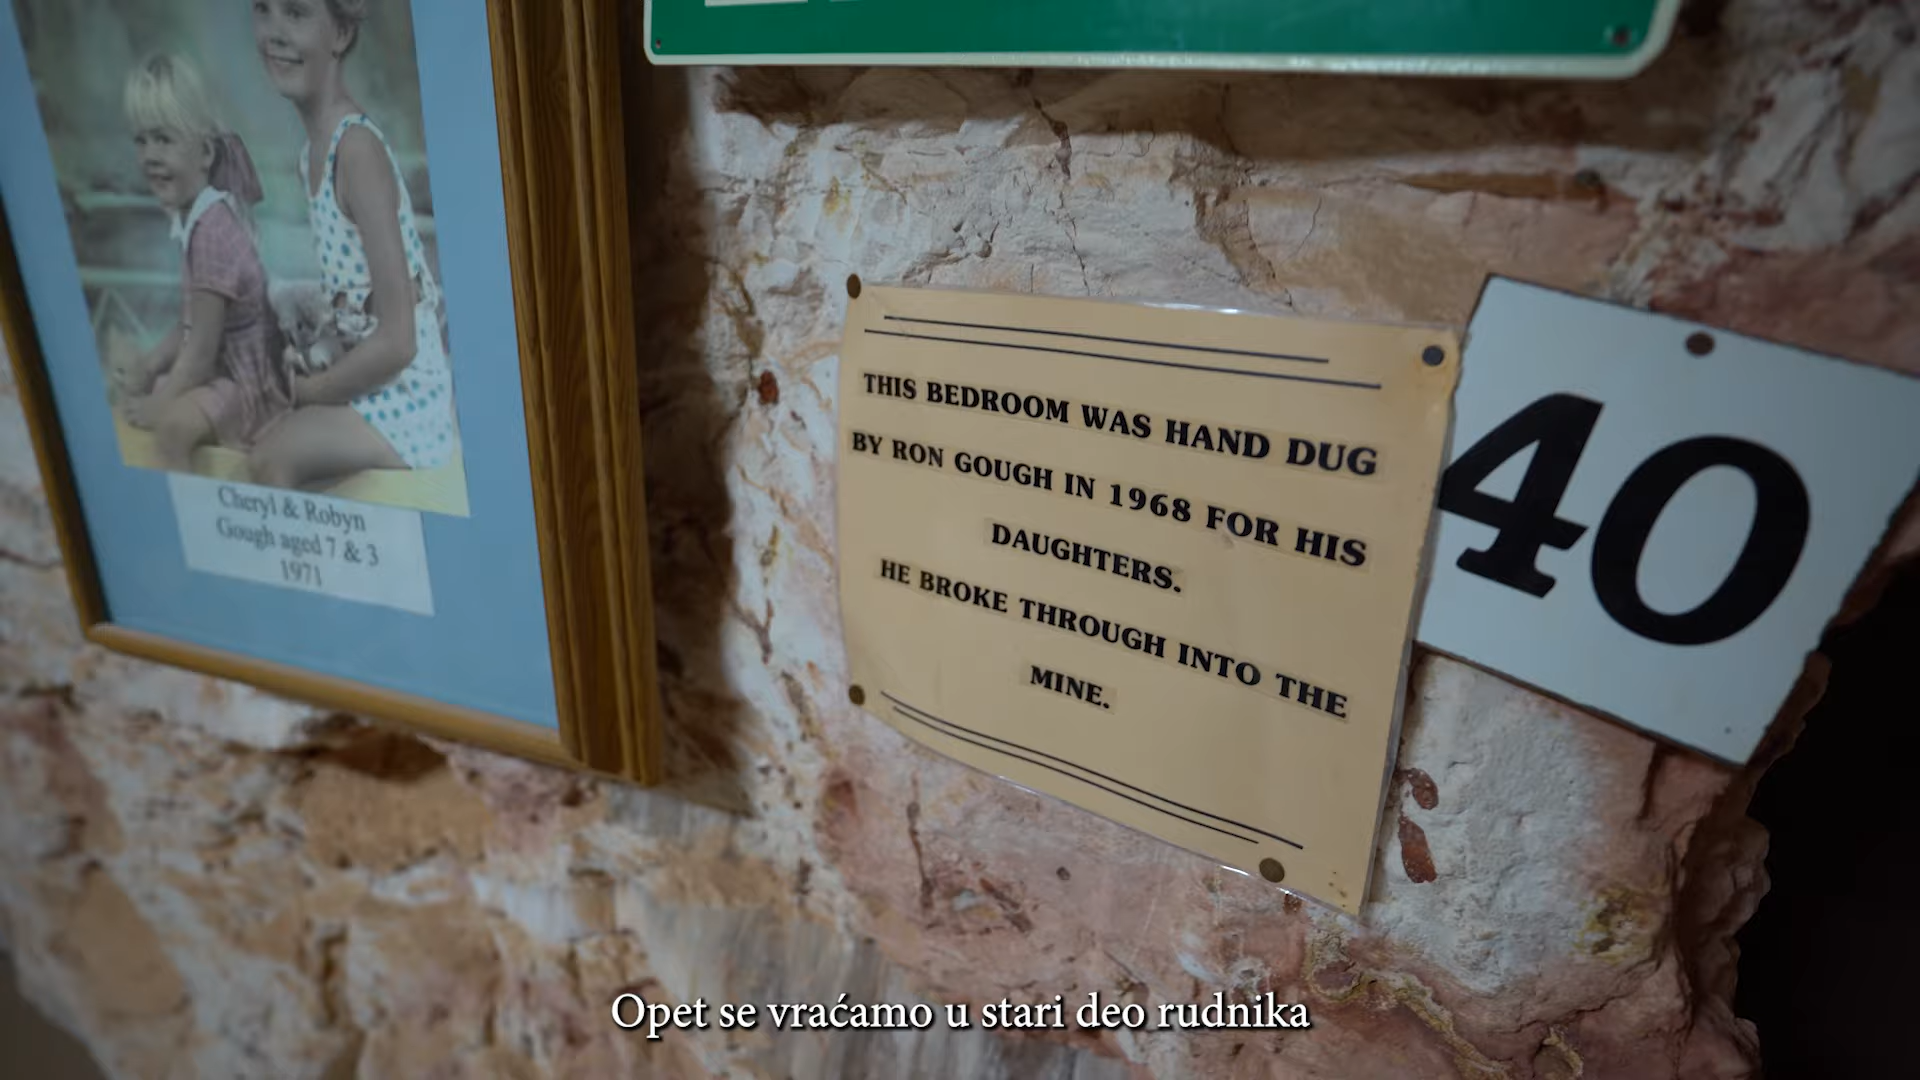 Cheryl & Robyn
Gough aged 7 & 3
1971
THIS BEDROOM WAS HAND DUG
BY RON GOUGH IN 1968 FOR HIS
DAUGHTERS.
HE BROKE THROUGH INTO THE
MINE.
40
Opet se vraćamo u stari deo rudnika